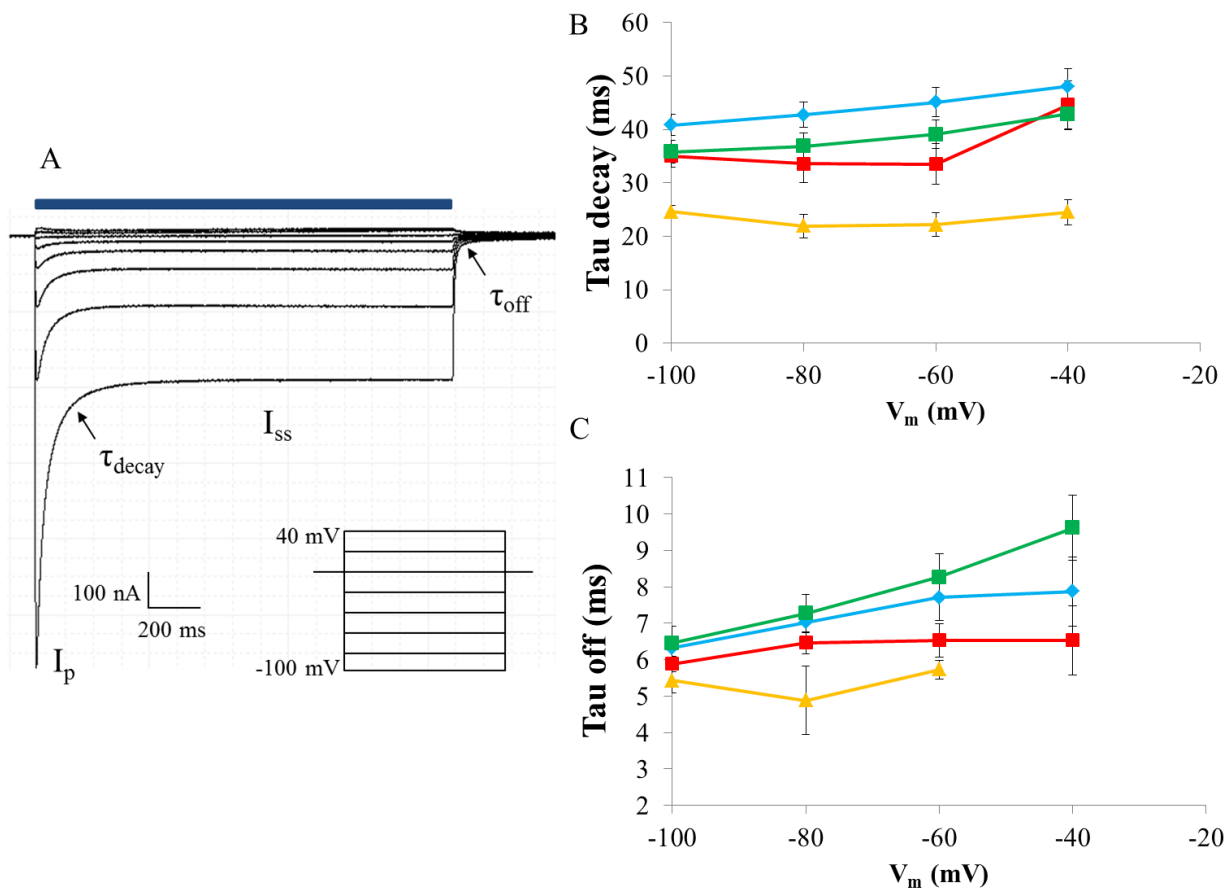 A
τoff
τdecay
Iss
Ip
100 nA
200 ms
40 mV
-100 mV
B
Tau decay (ms)
60
50
40
30
20
10
0
-100 -80 -60 -40 -20
Vm (mV)
C
Tau off (ms)
11
10
9
8
7
6
5
4
3
2
-100 -80 -60 -40 -20
Vm (mV)